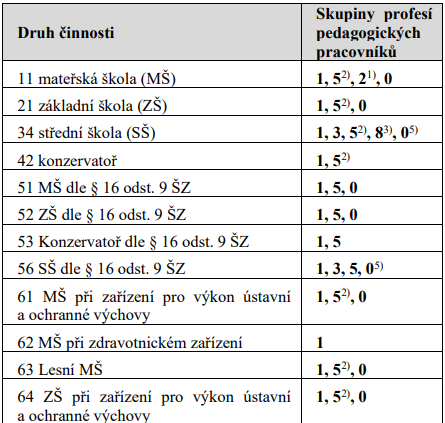 Druh činnosti Skupiny profesí
pedagogických
pracovníků
11 mateřská škola (MŠ) 1, 5²⁾, 2¹⁾, 0
21 základní škola (ZŠ) 1, 5²⁾, 0
34 střední škola (SŠ) 1, 3, 5²⁾, 8³⁾, 0⁵⁾
42 konzervatoř 1, 5²⁾
51 MŠ dle § 16 odst. 9 ŠZ 1, 5, 0
52 ZŠ dle § 16 odst. 9 ŠZ 1, 5, 0
53 Konzervatoř dle § 16 odst. 9 ŠZ 1, 5
56 SŠ dle § 16 odst. 9 ŠZ 1, 3, 5, 0⁵⁾
61 MŠ při zařízení pro výkon ústavní 1, 5²⁾, 0
a ochranné výchovy
62 MŠ při zdravotnickém zařízení 1
63 Lesní MŠ 1, 5²⁾, 0
64 ZŠ při zařízení pro výkon ústavní 1, 5²⁾, 0
a ochranné výchovy